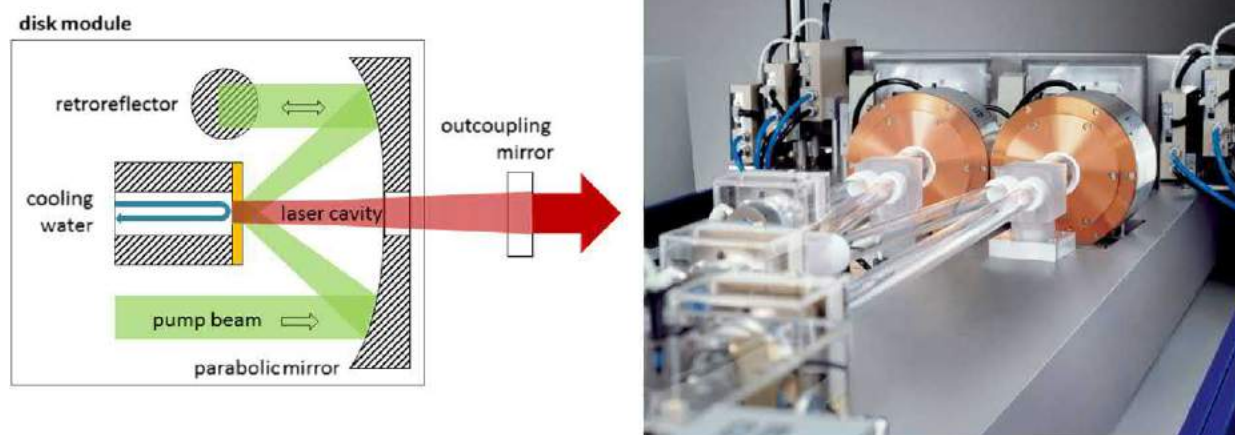 disk module
retroreflector
outcoupling
mirror
cooling
water
laser cavity
pump beam
parabolic mirror